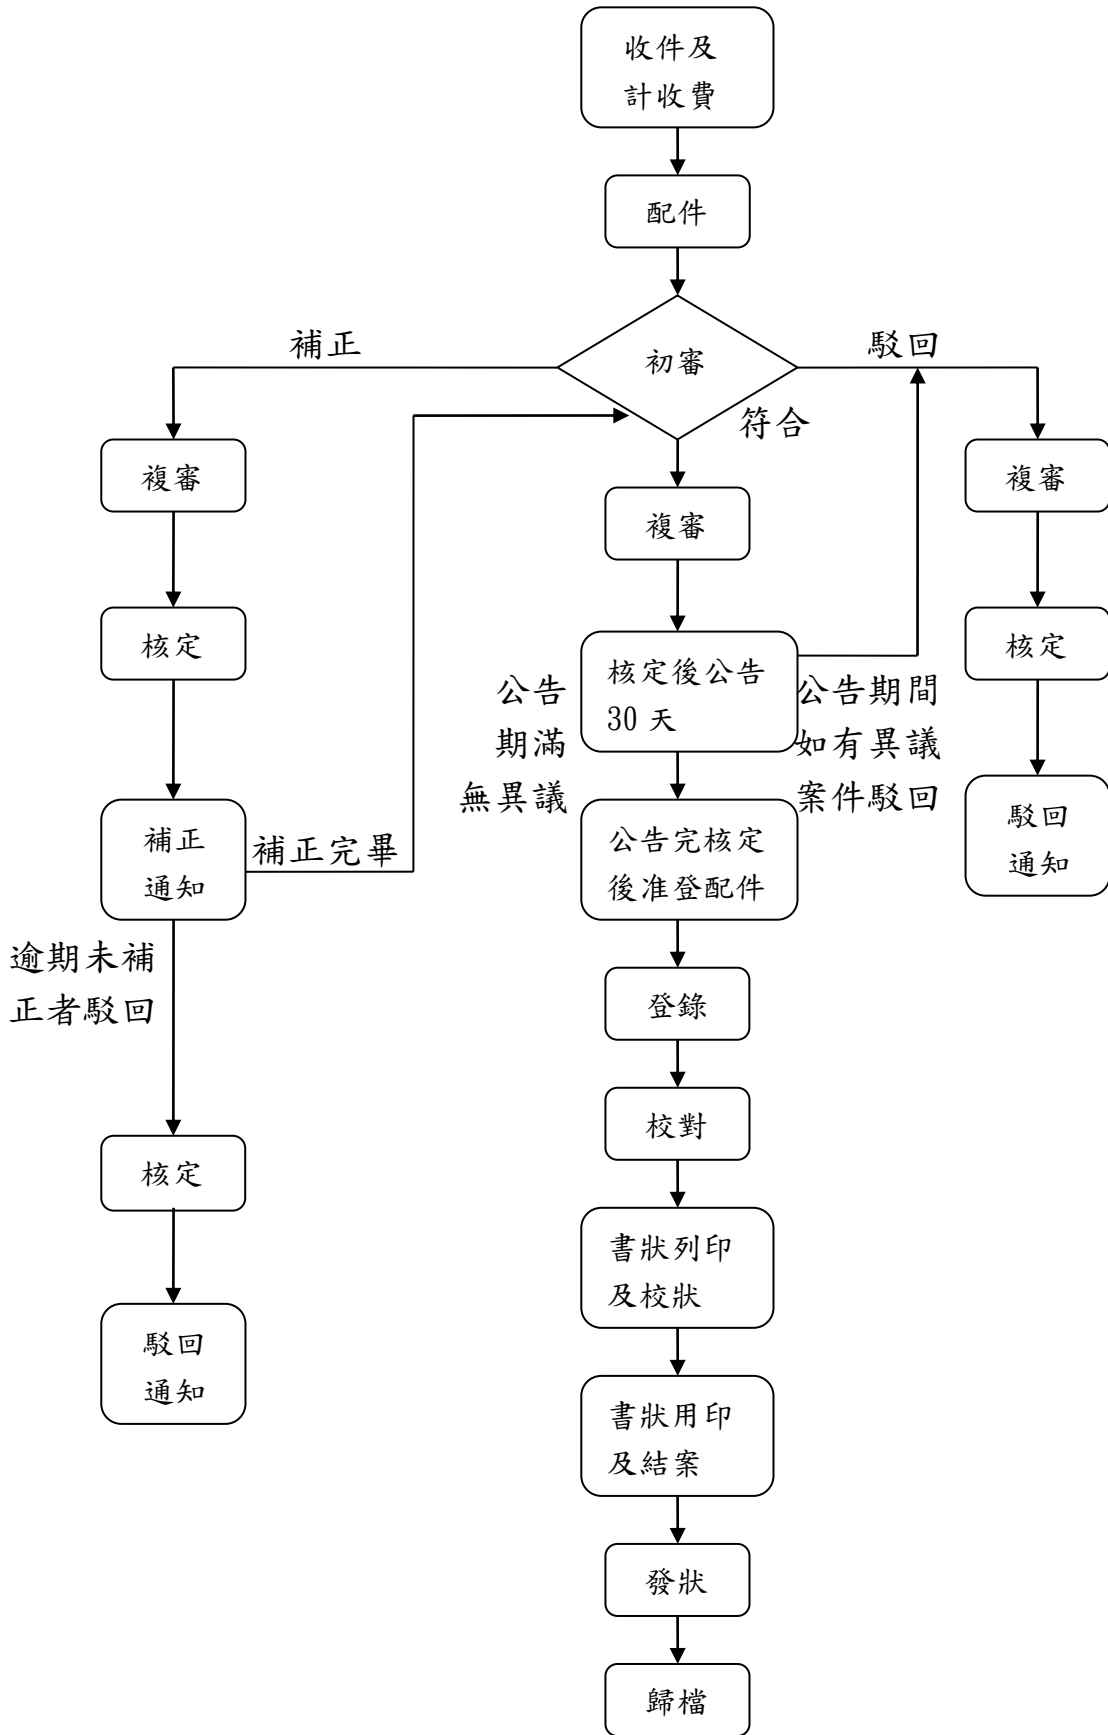 收件及
計收費
配件
補正
初審
駁回
符合
複審
複審
複審
核定
核定後公告
30 天
核定
公告
期滿
無異議
公告期間
如有異議
案件駁回
補正
通知
補正完畢
公告完核定
後准登配件
駁回
通知
逾期未補
正者駁回
登錄
校對
核定
書狀列印
及校狀
駁回
通知
書狀用印
及結案
發狀
歸檔